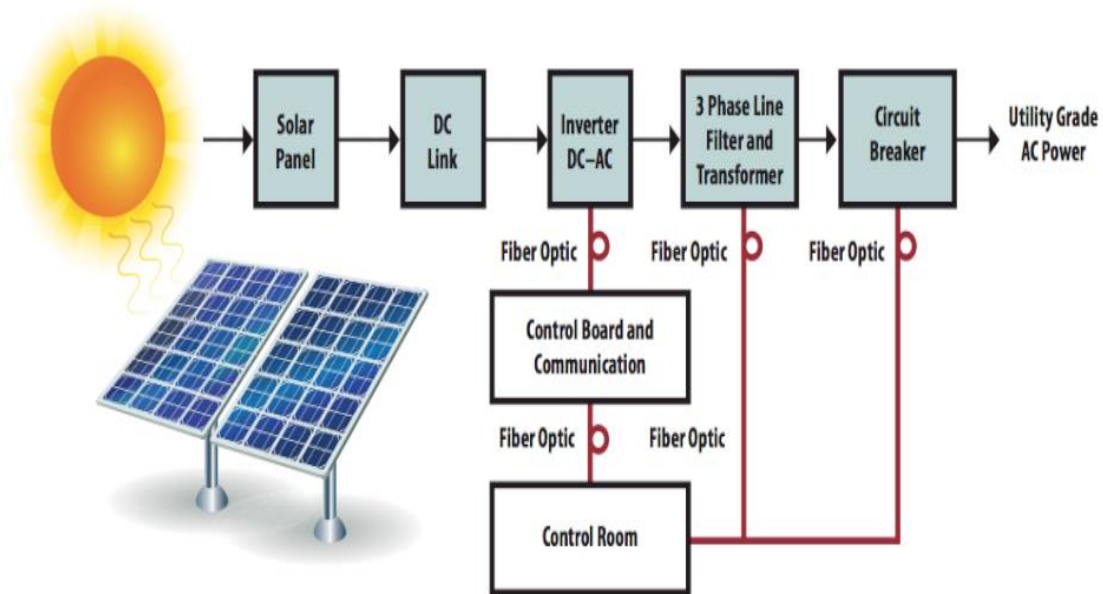 Solar
Panel
DC
Link
Inverter
DC–AC
3 Phase Line
Filter and
Transformer
Circuit
Breaker
Utility Grade
AC Power
Fiber Optic
Fiber Optic
Fiber Optic
Control Board and
Communication
Fiber Optic
Fiber Optic
Control Room